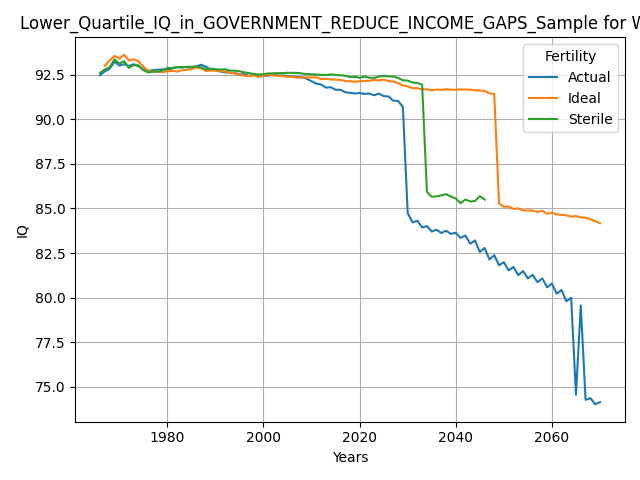 Lower_Quartile_IQ_in_GOVERNMENT_REDUCE_INCOME_GAPS_Sample for W
Fertility
Actual
Ideal
Sterile
92.5
90.0
87.5
85.0
82.5
80.0
77.5
75.0
IQ
1980 2000 2020 2040 2060
Years